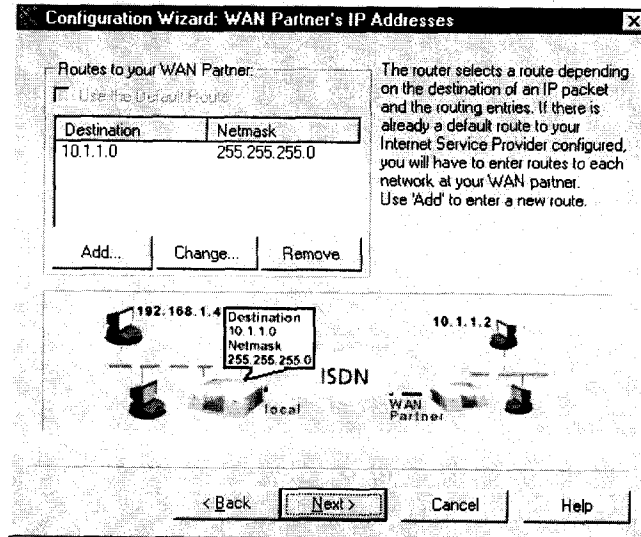 Configuration Wizard: WAN Partner's IP Addresses
Routes to your WAN Partner:
Use the Default Route
Destination Netmask
10.1.1.0 255.255.255.0
Add... Change... Remove
The router selects a route depending
on the destination of an IP packet
and the routing entries. If there is
already a default route to your
Internet Service Provider configured,
you will have to enter routes to each
network at your WAN partner.
Use 'Add' to enter a new route.
192.168.1.4
Destination
10.1.1.0
Netmask
255.255.255.0
local
ISDN
10.1.1.2
WAN
Partner
< Back Next > Cancel Help